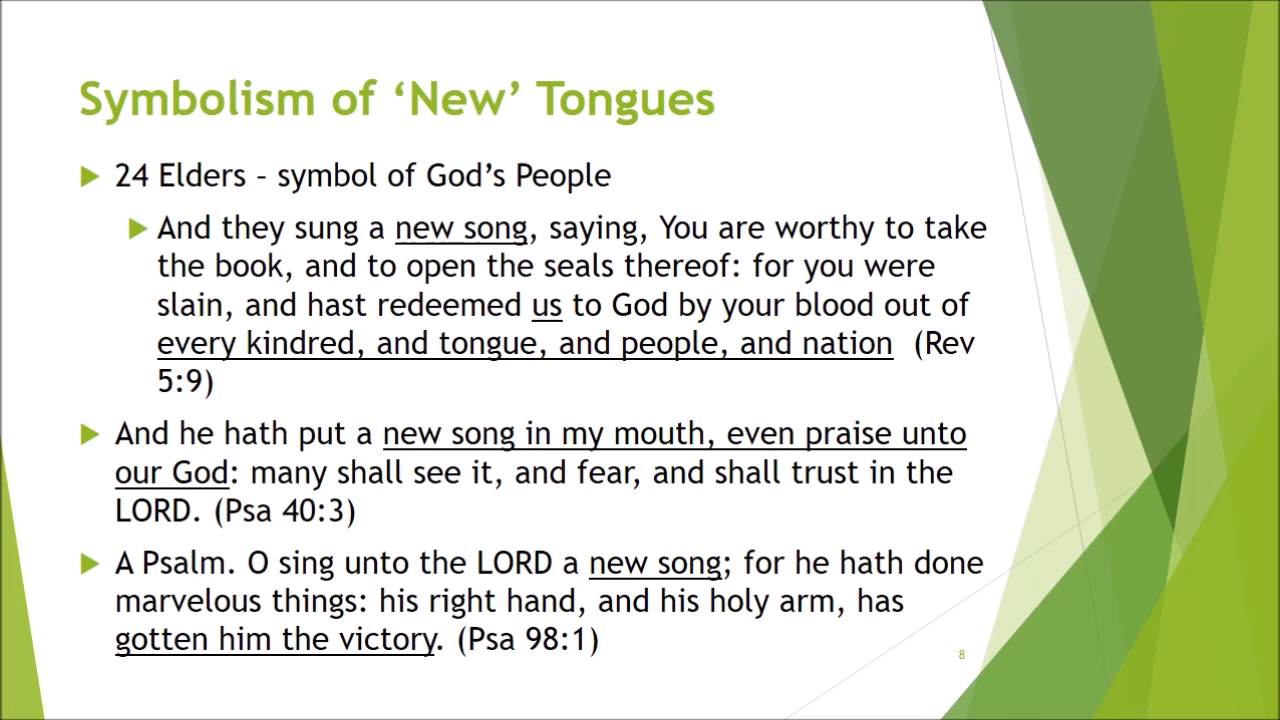 Symbolism of ‘New’ Tongues
24 Elders – symbol of God’s People
And they sung a new song, saying, You are worthy to take
the book, and to open the seals thereof: for you were
slain, and hast redeemed us to God by your blood out of
every kindred, and tongue, and people, and nation (Rev
5:9)
And he hath put a new song in my mouth, even praise unto
our God: many shall see it, and fear, and shall trust in the
LORD. (Psa 40:3)
A Psalm. O sing unto the LORD a new song; for he hath done
marvelous things: his right hand, and his holy arm, has
gotten him the victory. (Psa 98:1)
8